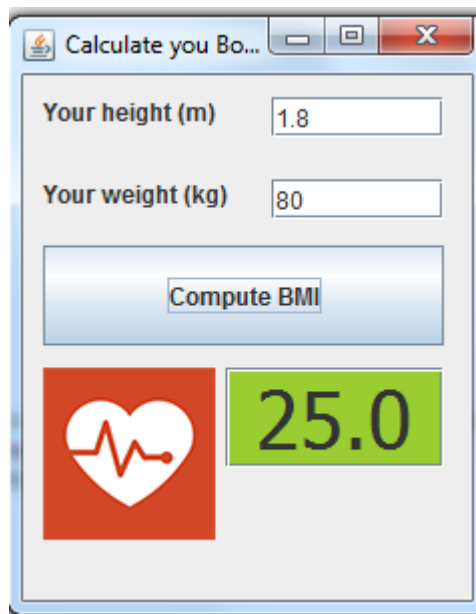 Calculate you Bo...
Your height (m) 1.8
Your weight (kg) 80
Compute BMI
25.0